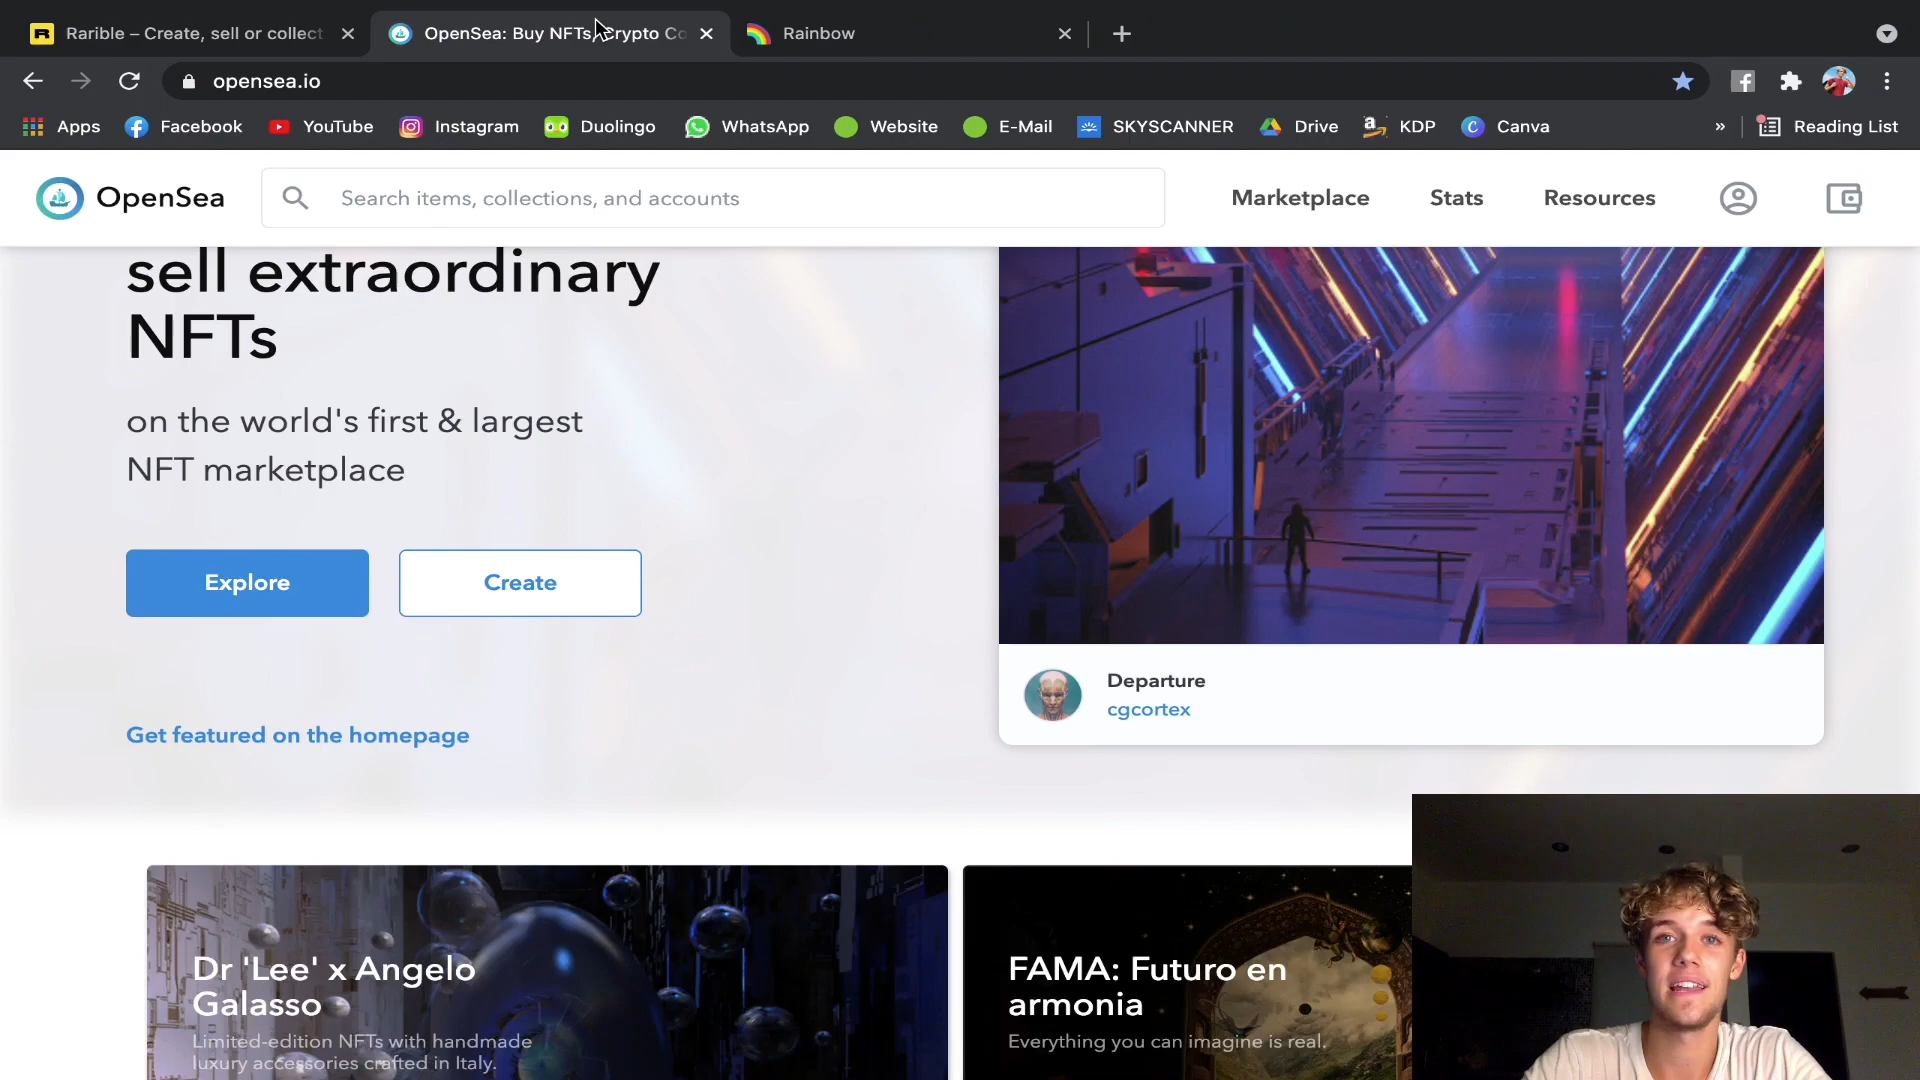 Rarible – Create, sell or collect
OpenSea: Buy NFTs, Crypto Co
Rainbow
opensea.io
Apps
Facebook
YouTube
Instagram
Duolingo
WhatsApp
Website
E-Mail
SKYSCANNER
Drive
KDP
Canva
»
Reading List
OpenSea
Search items, collections, and accounts
Marketplace
Stats
Resources
sell extraordinary
NFTs
on the world's first & largest
NFT marketplace
Explore
Create
Get featured on the homepage
Departure
cgcortex
Dr 'Lee' x Angelo
Galasso
Limited-edition NFTs with handmade
luxury accessories crafted in Italy.
FAMA: Futuro en
armonia
Everything you can imagine is real.